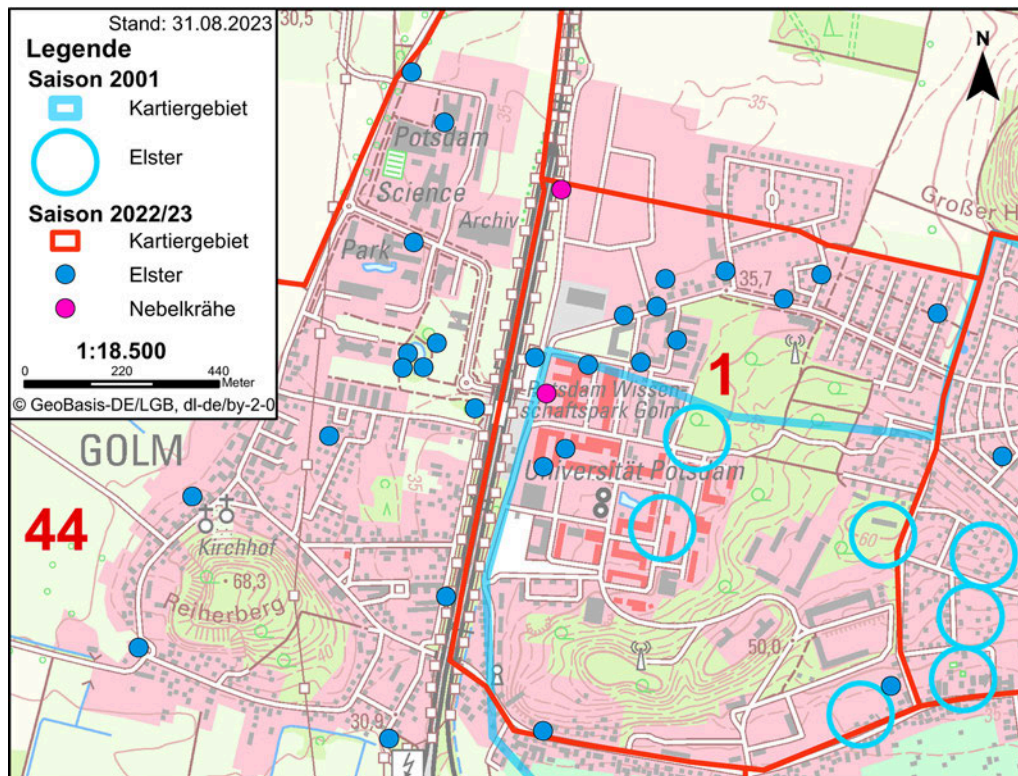 Stand: 31.08.2023
Legende
Saison 2001
Kartiergebiet
Elster
Saison 2022/23
Kartiergebiet
Elster
Nebelkrähe
1:18.500
0 220 440
Meter
© GeoBasis-DE/LGB, dl-de/by-2-0
30,5
35
N
Potsdam
Science
Archiv
Park
Großer H
35,7
1
Potsdam Wissen-
schaftspark Golm
GOLM
Universität Potsdam
44
Kirchhof
60
68,3
Reiherberg
50,0
30,9
35